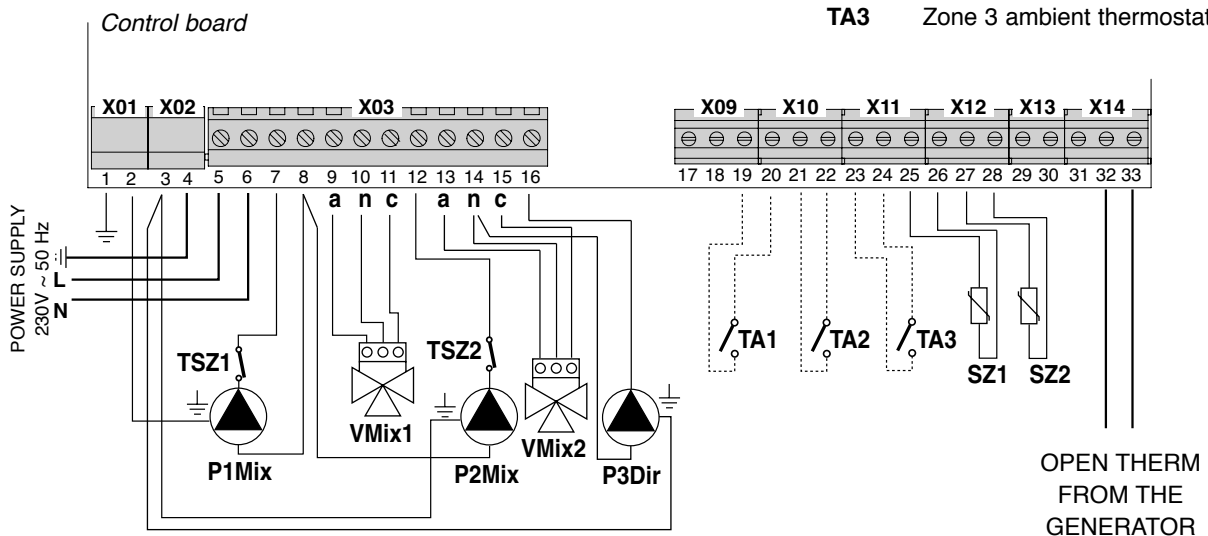 Control board
TA3 Zone 3 ambient thermostat
X01 X02 X03 X09 X10 X11 X12 X13 X14
1 2 3 4 5 6 7 8 9 10 11 12 13 14 15 16 17 18 19 20 21 22 23 24 25 26 27 28 29 30 31 32 33
a n c a n c
POWER SUPPLY
230V ~ 50 Hz
L
N
TSZ1 TSZ2
TA1 TA2 TA3
SZ1 SZ2
VMix1 VMix2
P1Mix P2Mix P3Dir
OPEN THERM
FROM THE
GENERATOR